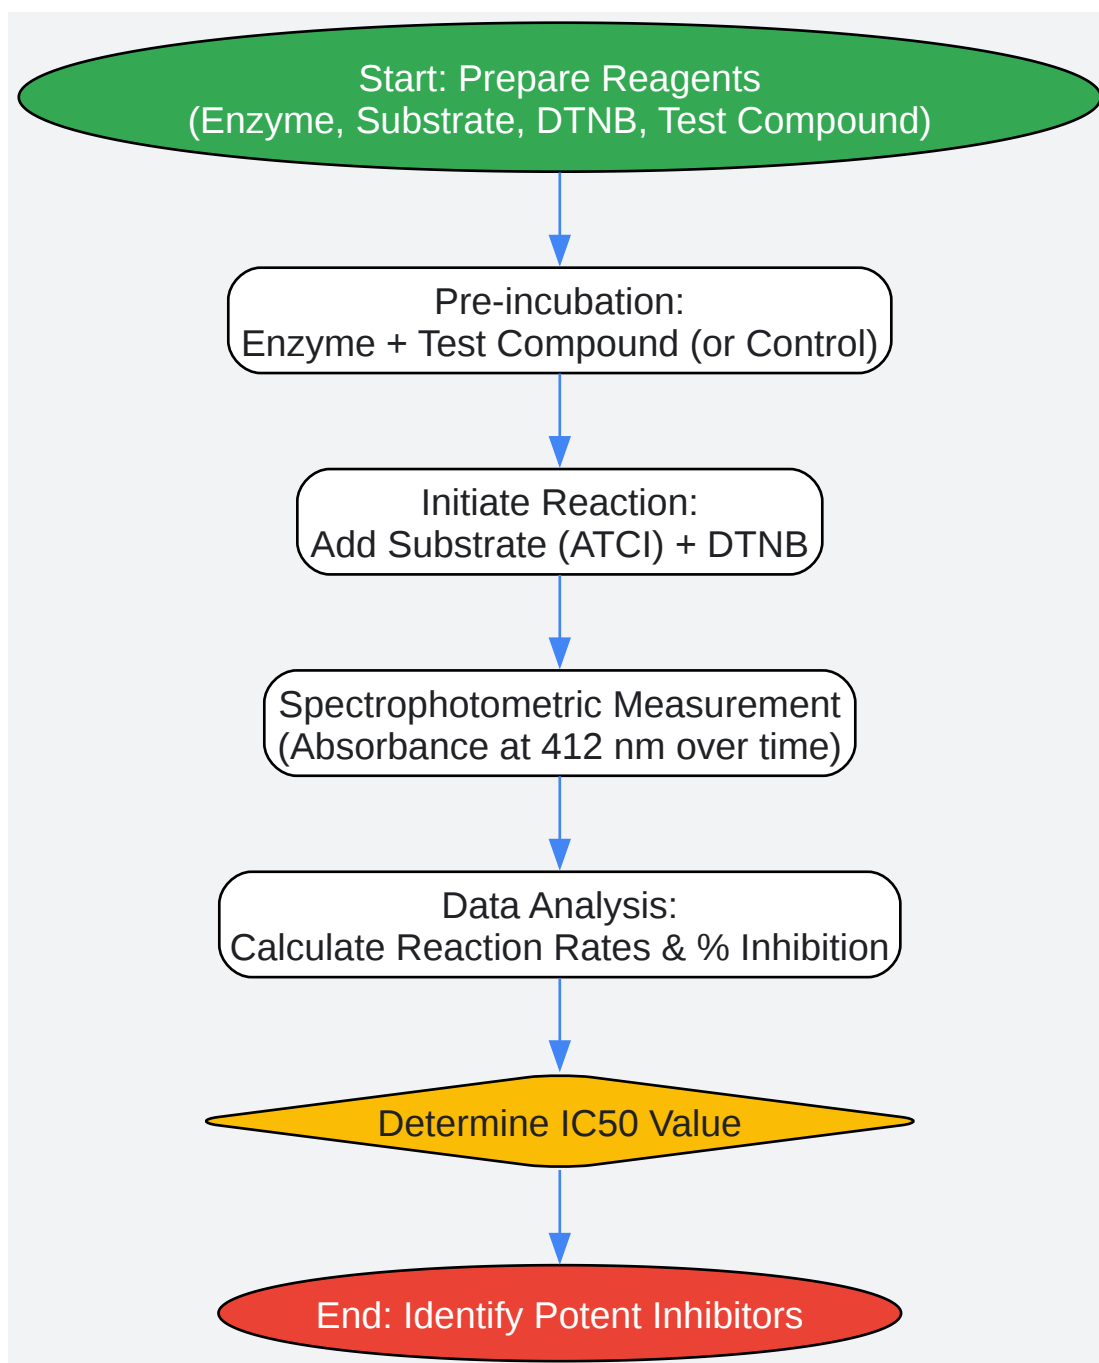 Start: Prepare Reagents
(Enzyme, Substrate, DTNB, Test Compound)
Pre-incubation:
Enzyme + Test Compound (or Control)
Initiate Reaction:
Add Substrate (ATCI) + DTNB
Spectrophotometric Measurement
(Absorbance at 412 nm over time)
Data Analysis:
Calculate Reaction Rates & % Inhibition
Determine IC50 Value
End: Identify Potent Inhibitors